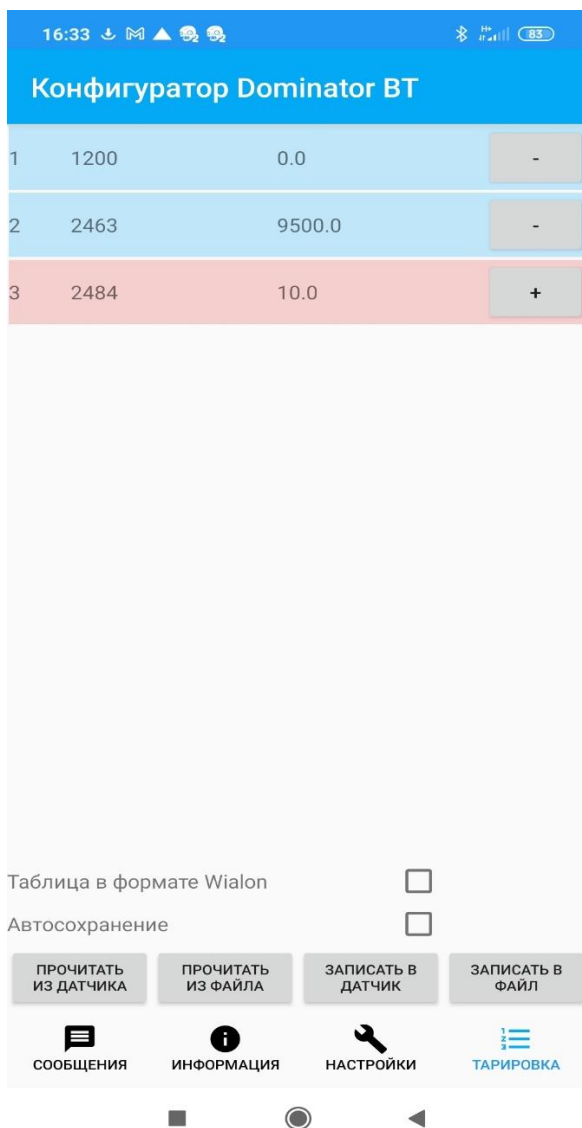 16:33 83
Конфигуратор Dominator BT
1 1200 0.0 -
2 2463 9500.0 -
3 2484 10.0 +
Таблица в формате Wialon
Автосохранение
ПРОЧИТАТЬ ИЗ ДАТЧИКА
ПРОЧИТАТЬ ИЗ ФАЙЛА
ЗАПИСАТЬ В ДАТЧИК
ЗАПИСАТЬ В ФАЙЛ
СООБЩЕНИЯ ИНФОРМАЦИЯ НАСТРОЙКИ ТАРИРОВКА